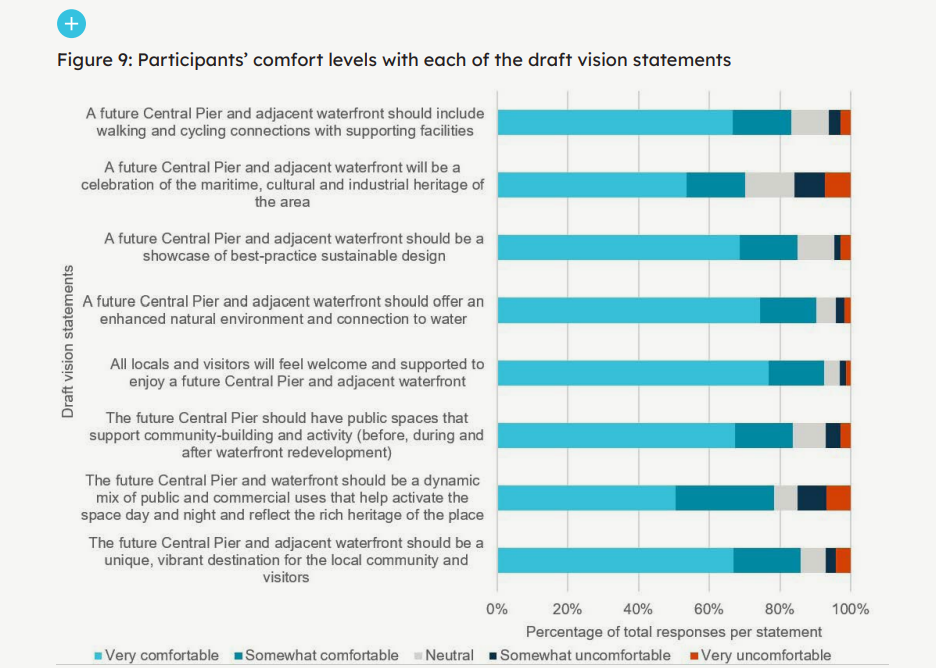 Figure 9: Participants’ comfort levels with each of the draft vision statements
Draft vision statements
A future Central Pier and adjacent waterfront should include
walking and cycling connections with supporting facilities
A future Central Pier and adjacent waterfront will be a
celebration of the maritime, cultural and industrial heritage of
the area
A future Central Pier and adjacent waterfront should be a
showcase of best-practice sustainable design
A future Central Pier and adjacent waterfront should offer an
enhanced natural environment and connection to water
All locals and visitors will feel welcome and supported to
enjoy a future Central Pier and adjacent waterfront
The future Central Pier should have public spaces that
support community-building and activity (before, during and
after waterfront redevelopment)
The future Central Pier and waterfront should be a dynamic
mix of public and commercial uses that help activate the
space day and night and reflect the rich heritage of the place
The future Central Pier and adjacent waterfront should be a
unique, vibrant destination for the local community and
visitors
0% 20% 40% 60% 80% 100%
Percentage of total responses per statement
Very comfortable Somewhat comfortable Neutral Somewhat uncomfortable Very uncomfortable